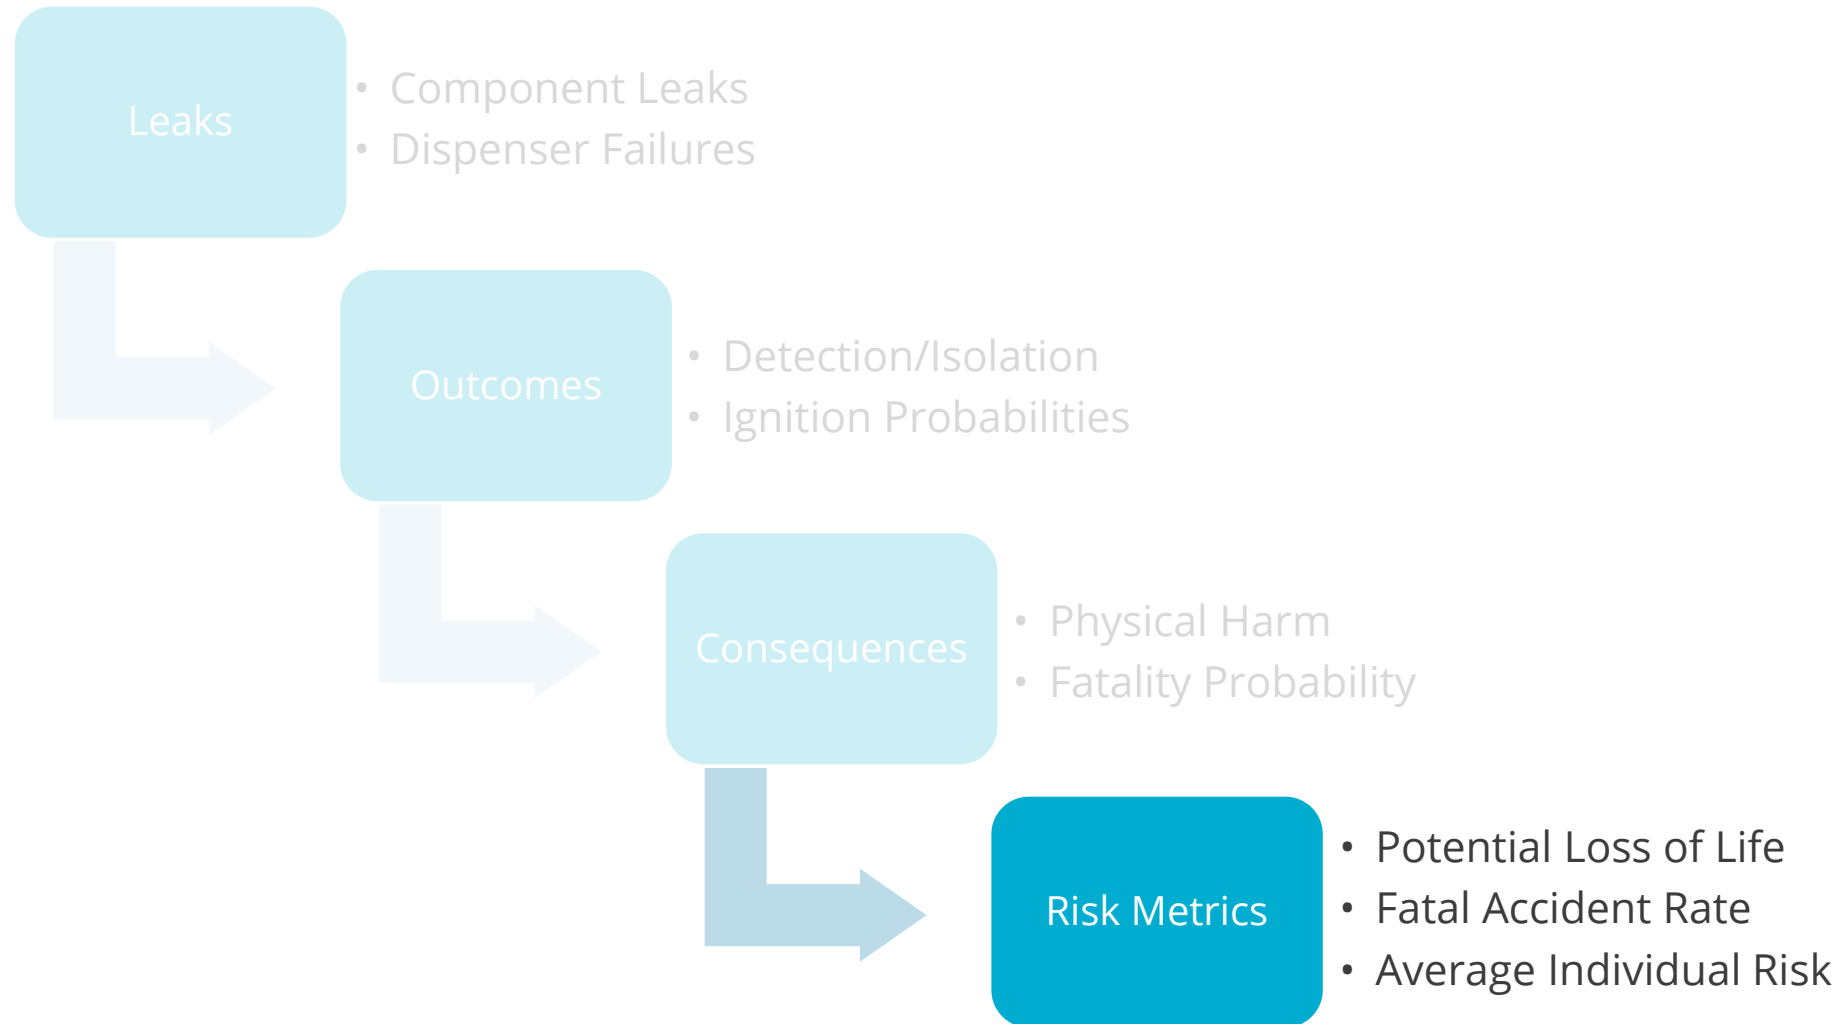 Leaks
• Component Leaks
• Dispenser Failures
Outcomes
• Detection/Isolation
• Ignition Probabilities
Consequences
• Physical Harm
• Fatality Probability
Risk Metrics
• Potential Loss of Life
• Fatal Accident Rate
• Average Individual Risk